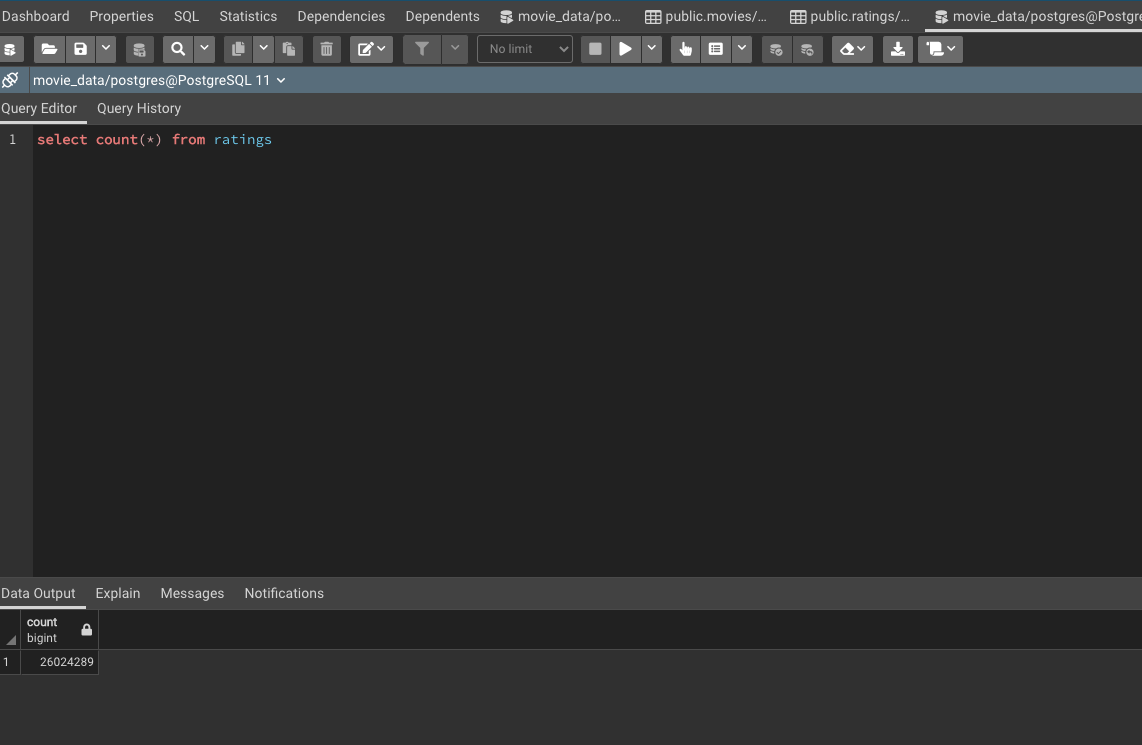 Dashboard Properties SQL Statistics Dependencies Dependents movie_data/po... public.movies/... public.ratings/... movie_data/postgres@Postgre
No limit
movie_data/postgres@PostgreSQL 11
Query Editor Query History
1 select count(*) from ratings
Data Output Explain Messages Notifications
count
bigint
1 26024289